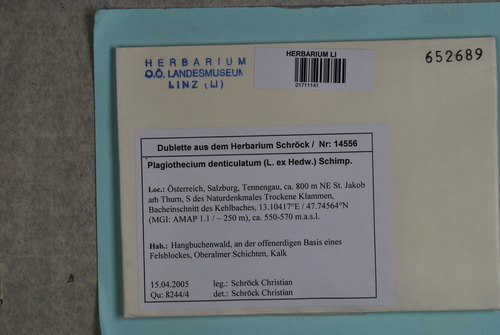 HERBARIUM
O.Ö. LANDESMUSEUM
LINZ (LI)
HERBARIUM LI
01711141
652689
Dublette aus dem Herbarium Schröck / Nr: 14556
Plagiothecium denticulatum (L. ex Hedw.) Schimp.
Loc.: Österreich, Salzburg, Tennengau, ca. 800 m NE St. Jakob
am Thurn, S des Naturdenkmales Trockene Klammen,
Bacheinschnitt des Kehlbaches, 13.10417°E / 47.74564°N
(MGI: AMAP 1.1 / ~ 250 m), ca. 550-570 m.a.s.l.
Hab.: Hangbuchenwald, an der offenerdigen Basis eines
Felsblockes, Oberalmer Schichten, Kalk
15.04.2005 leg.: Schröck Christian
Qu: 8244/4 det.: Schröck Christian